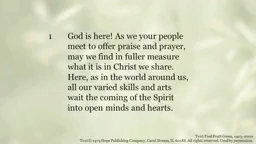 1 God is here! As we your people
meet to offer praise and prayer,
may we find in fuller measure
what it is in Christ we share.
Here, as in the world around us,
all our varied skills and arts
wait the coming of the Spirit
into open minds and hearts.
Text: Fred Pratt Green, 1903-2000.
Text © 1979 Hope Publishing Company, Carol Stream, IL 60188. All rights reserved. Used by permission.